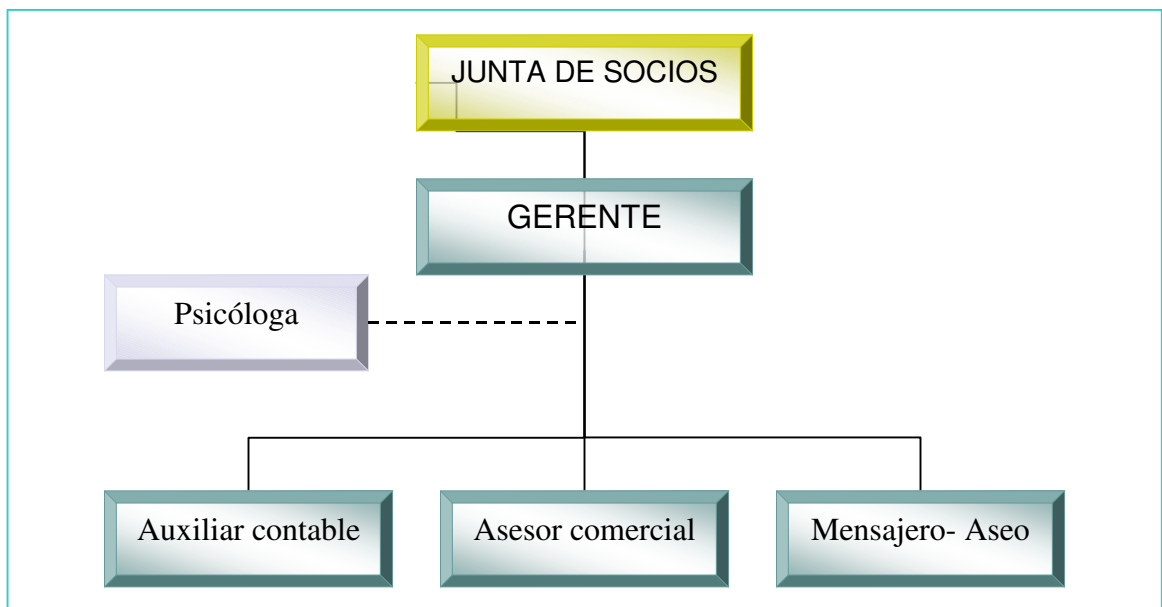 JUNTA DE SOCIOS
GERENTE
Psicóloga
Auxiliar contable
Asesor comercial
Mensajero- Aseo